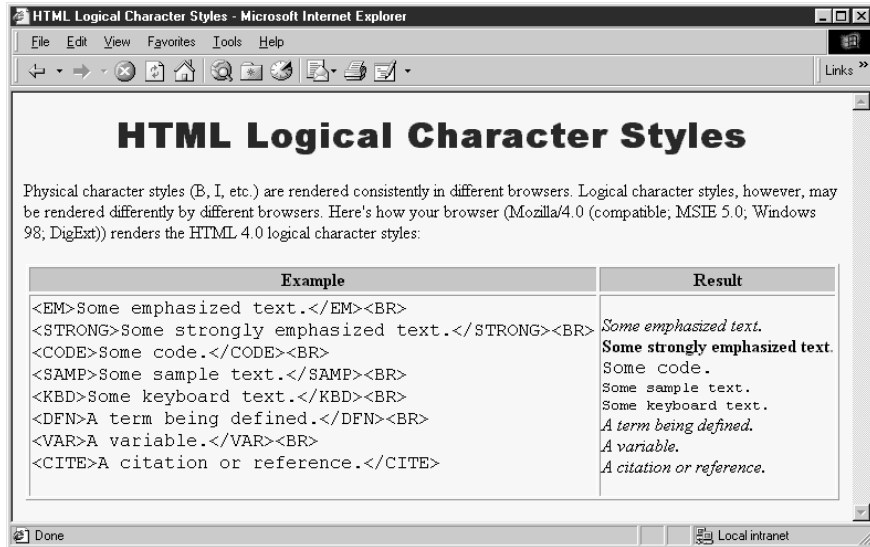 HTML Logical Character Styles - Microsoft Internet Explorer
File Edit View Favorites Tools Help
Links »
HTML Logical Character Styles
Physical character styles (B, I, etc.) are rendered consistently in different browsers. Logical character styles, however, may
be rendered differently by different browsers. Here's how your browser (Mozilla/4.0 (compatible; MSIE 5.0; Windows
98; DigExt)) renders the HTML 4.0 logical character styles:
Example
<EM>Some emphasized text.</EM><BR>
<STRONG>Some strongly emphasized text.</STRONG><BR>
<CODE>Some code.</CODE><BR>
<SAMP>Some sample text.</SAMP><BR>
<KBD>Some keyboard text.</KBD><BR>
<DFN>A term being defined.</DFN><BR>
<VAR>A variable.</VAR><BR>
<CITE>A citation or reference.</CITE>
Result
Some emphasized text.
Some strongly emphasized text.
Some code.
Some sample text.
Some keyboard text.
A term being defined.
A variable.
A citation or reference.
Done
Local intranet